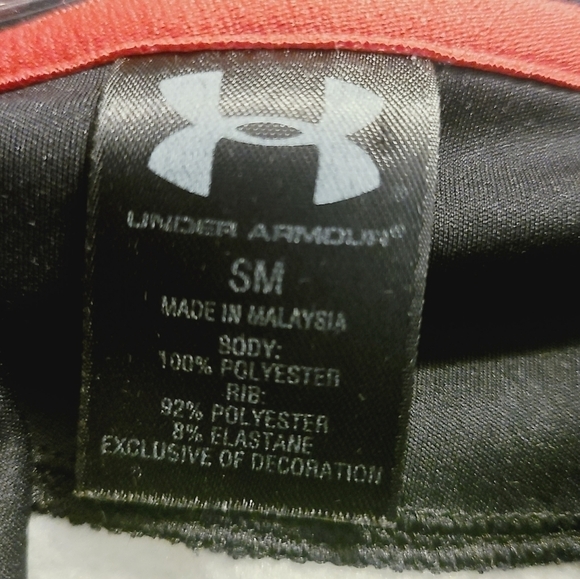 UNDER ARMOUR®
SM
MADE IN MALAYSIA
BODY:
100% POLYESTER
RIB:
92% POLYESTER
8% ELASTANE
EXCLUSIVE OF DECORATION